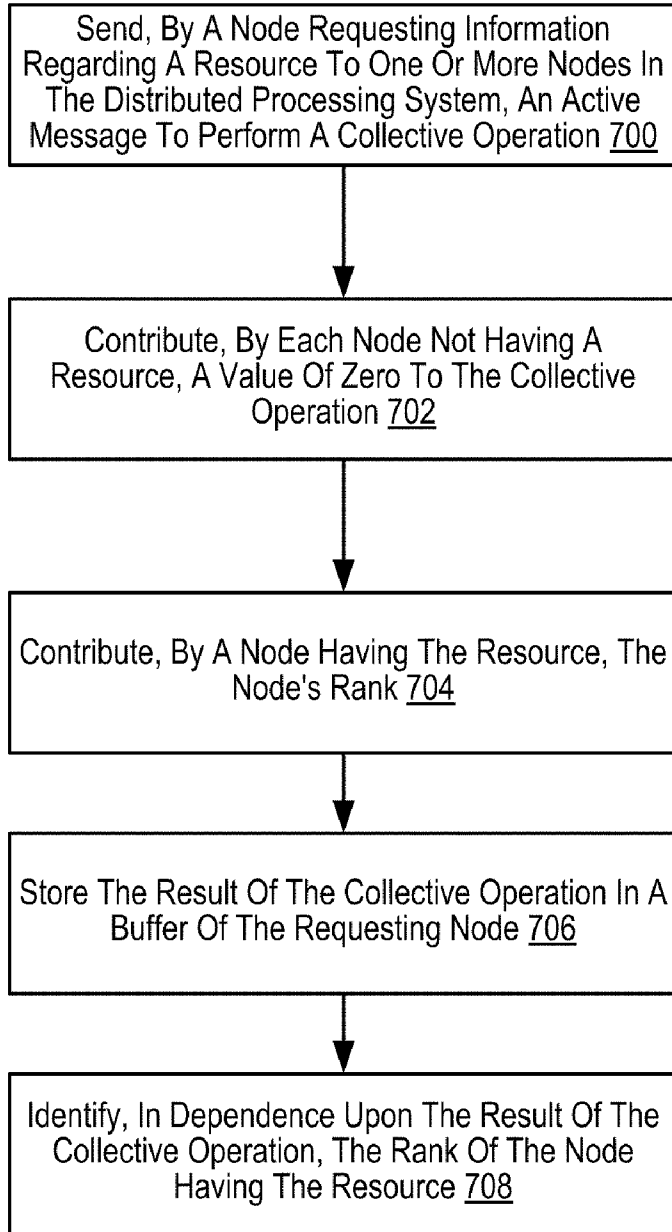 Send, By A Node Requesting Information
Regarding A Resource To One Or More Nodes In
The Distributed Processing System, An Active
Message To Perform A Collective Operation 700
Contribute, By Each Node Not Having A
Resource, A Value Of Zero To The Collective
Operation 702
Contribute, By A Node Having The Resource, The
Node's Rank 704
Store The Result Of The Collective Operation In A
Buffer Of The Requesting Node 706
Identify, In Dependence Upon The Result Of The
Collective Operation, The Rank Of The Node
Having The Resource 708